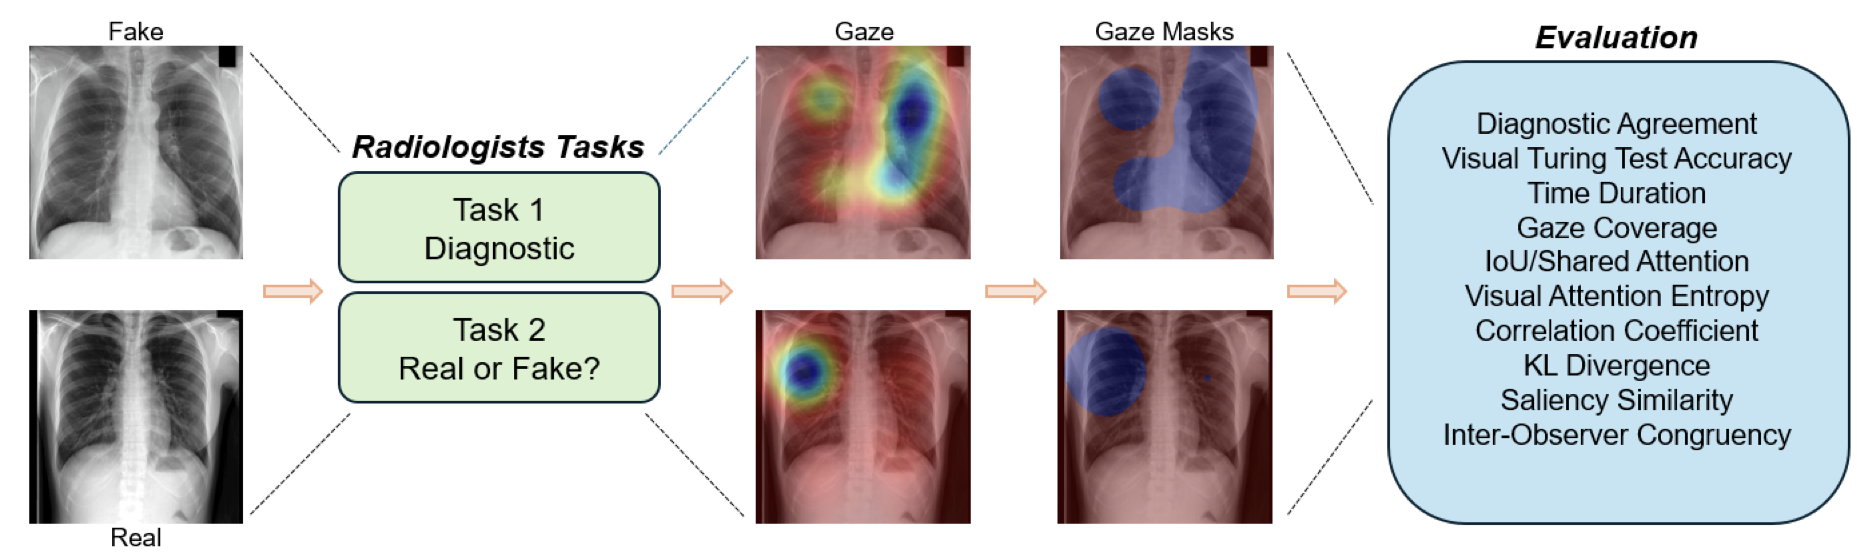 Fake
Real
Radiologists Tasks
Task 1
Diagnostic
Task 2
Real or Fake?
Gaze
Gaze Masks
Evaluation
Diagnostic Agreement
Visual Turing Test Accuracy
Time Duration
Gaze Coverage
IoU/Shared Attention
Visual Attention Entropy
Correlation Coefficient
KL Divergence
Saliency Similarity
Inter-Observer Congruency